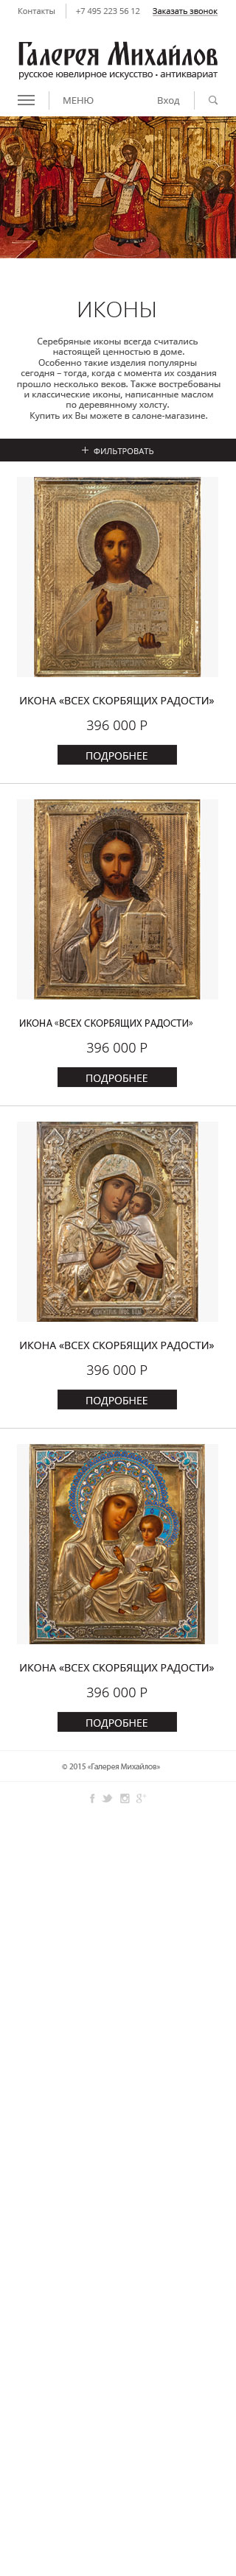 Контакты
+7 495 223 56 12
Заказать звонок
Галерея Михайлов
русское ювелирное искусство • антиквариат
МЕНЮ
Вход
ИКОНЫ
Серебряные иконы всегда считались
настоящей ценностью в доме.
Особенно такие изделия популярны
сегодня – тогда, когда с момента их создания
прошло несколько веков. Также востребованы
и классические иконы, написанные маслом
по деревянному холсту.
Купить их Вы можете в салоне-магазине.
+ ФИЛЬТРОВАТЬ
ИКОНА «ВСЕХ СКОРБЯЩИХ РАДОСТИ»
396 000 Р
ПОДРОБНЕЕ
ИКОНА «ВСЕХ СКОРБЯЩИХ РАДОСТИ»
396 000 Р
ПОДРОБНЕЕ
ИКОНА «ВСЕХ СКОРБЯЩИХ РАДОСТИ»
396 000 Р
ПОДРОБНЕЕ
ИКОНА «ВСЕХ СКОРБЯЩИХ РАДОСТИ»
396 000 Р
ПОДРОБНЕЕ
© 2015 «Галерея Михайлов»